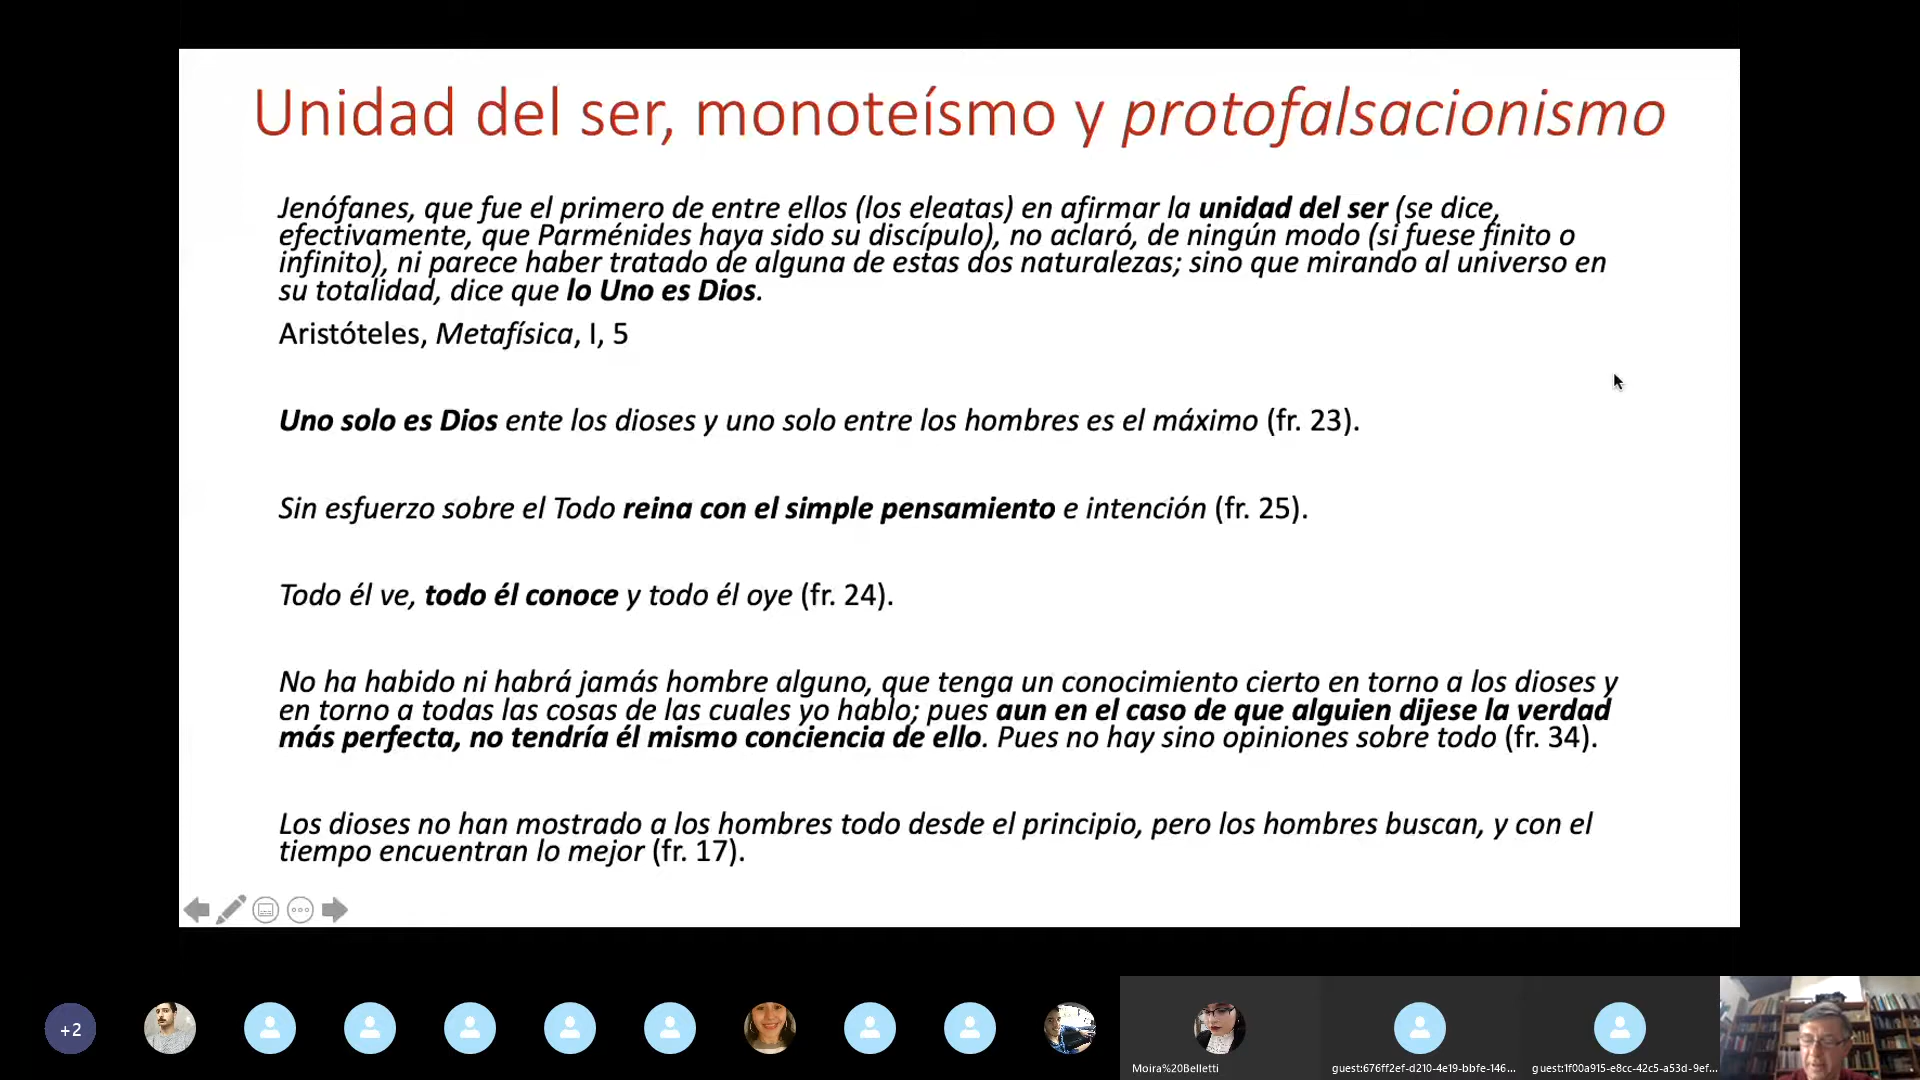 Unidad del ser, monoteísmo y protofalsacionismo
Jenófanes, que fue el primero de entre ellos (los eleatas) en afirmar la unidad del ser (se dice,
efectivamente, que Parménides haya sido su discípulo), no aclaró, de ningún modo (si fuese finito o
infinito), ni parece haber tratado de alguna de estas dos naturalezas; sino que mirando al universo en
su totalidad, dice que lo Uno es Dios.
Aristóteles, Metafísica, I, 5
Uno solo es Dios ente los dioses y uno solo entre los hombres es el máximo (fr. 23).
Sin esfuerzo sobre el Todo reina con el simple pensamiento e intención (fr. 25).
Todo él ve, todo él conoce y todo él oye (fr. 24).
No ha habido ni habrá jamás hombre alguno, que tenga un conocimiento cierto en torno a los dioses y
en torno a todas las cosas de las cuales yo hablo; pues aun en el caso de que alguien dijese la verdad
más perfecta, no tendría él mismo conciencia de ello. Pues no hay sino opiniones sobre todo (fr. 34).
Los dioses no han mostrado a los hombres todo desde el principio, pero los hombres buscan, y con el
tiempo encuentran lo mejor (fr. 17).
+2
Moira%20Belletti
guest:676ff2ef-d210-4e19-bbfe-146...
guest:1f00a915-e8cc-42c5-a53d-9ef...